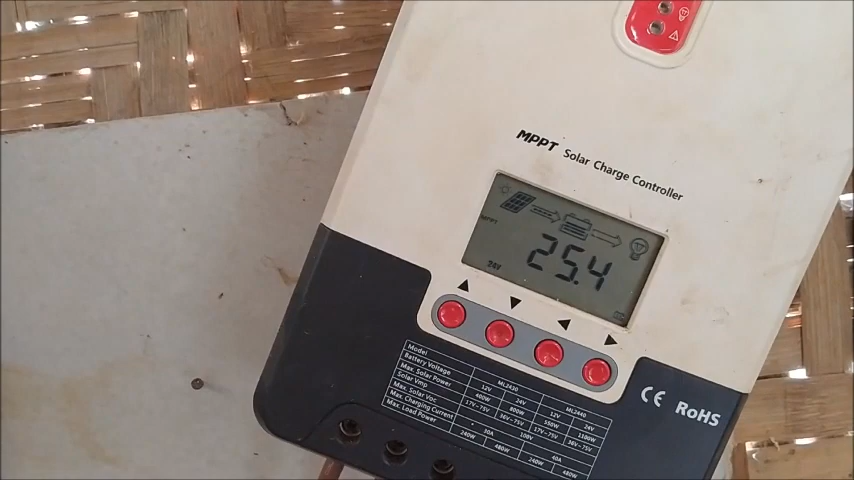 MPPT Solar Charge Controller
MPPT
25.4
24V
Model ML2430 ML2440
Battery Voltage 12V 24V 12V 24V
Max. Solar Power 400W 800W 550W 1100W
Solar Vmp 17V~75V 36V~75V 17V~75V 36V~75V
Max. Solar Voc 100V
Max. Charging Current 30A 40A
Max. Load Power 240W 480W 240W 480W
CE RoHS